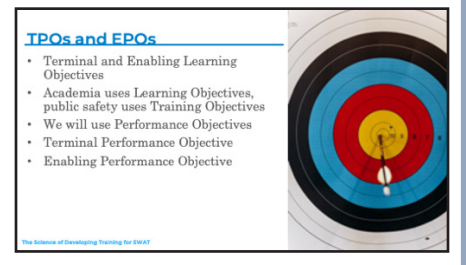 TPOs and EPOs
• Terminal and Enabling Learning
Objectives
• Academia uses Learning Objectives,
public safety uses Training Objectives
• We will use Performance Objectives
• Terminal Performance Objective
• Enabling Performance Objective
The Science of Developing Training for SWAT